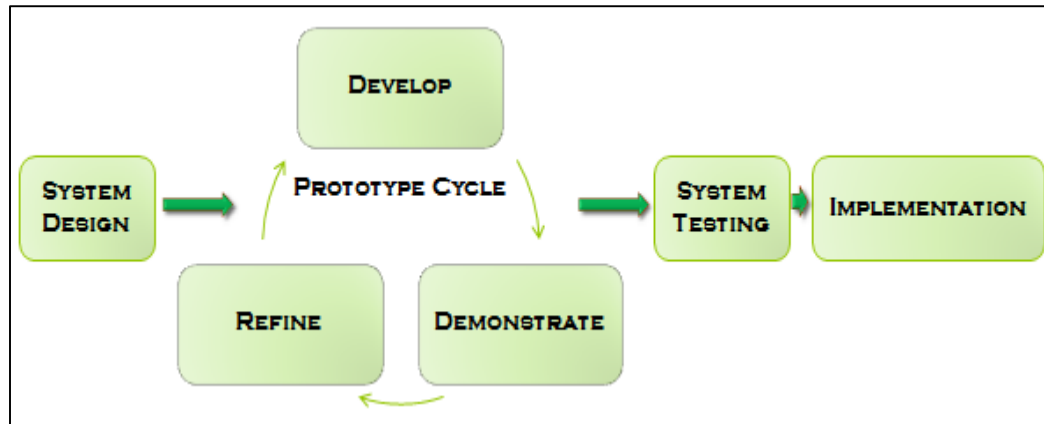 Develop
System
Design
Prototype Cycle
System
Testing
Implementation
Refine
Demonstrate